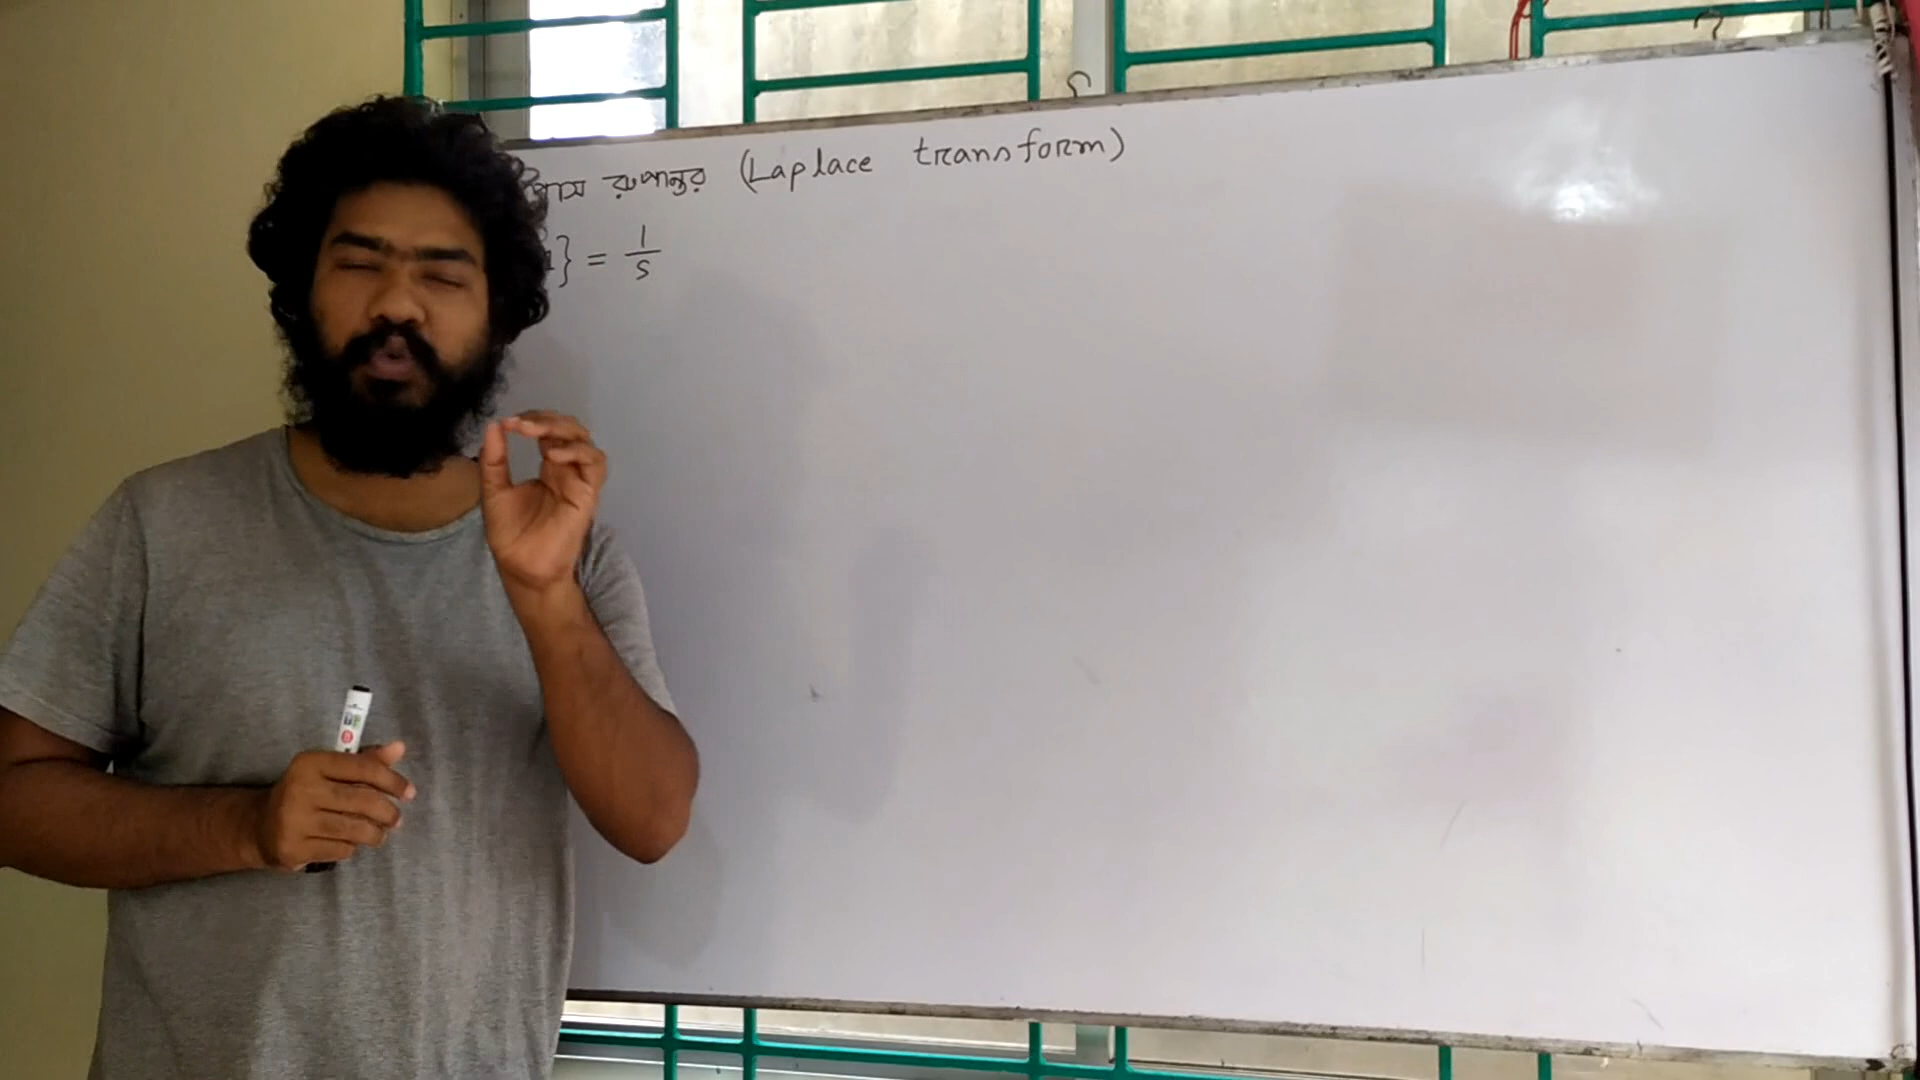 রুপান্তর (Laplace transform)
} = 1/s